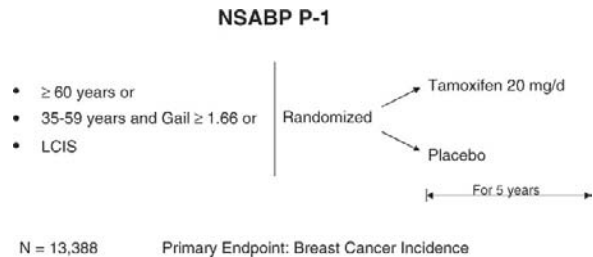 NSABP P-1
• ≥ 60 years or
• 35-59 years and Gail ≥ 1.66 or
• LCIS
Randomized
Tamoxifen 20 mg/d
Placebo
For 5 years
N = 13,388 Primary Endpoint: Breast Cancer Incidence